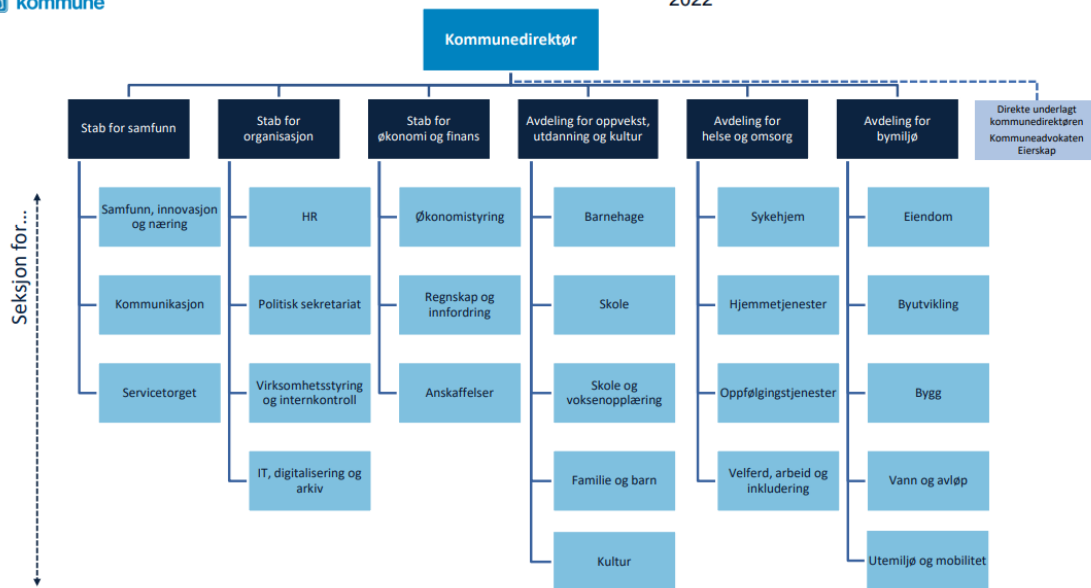 kommune
2022
Kommunedirektør
Stab for samfunn
Stab for
organisasjon
Stab for
økonomi og finans
Avdeling for oppvekst,
utdanning og kultur
Avdeling for
helse og omsorg
Avdeling for
bymiljø
Direkte underlagt
kommunedirektøren
Kommuneadvokaten
Eierskap
Seksjon for...
Samfunn, innovasjon
og næring
Kommunikasjon
Servicetorget
HR
Politisk sekretariat
Virksomhetsstyring
og internkontroll
IT, digitalisering og
arkiv
Økonomistyring
Regnskap og
innfordring
Anskaffelser
Barnehage
Skole
Skole og
voksenopplæring
Familie og barn
Kultur
Sykehjem
Hjemmetjenester
Oppfølgingstjenester
Velferd, arbeid og
inkludering
Eiendom
Byutvikling
Bygg
Vann og avløp
Utemiljø og mobilitet